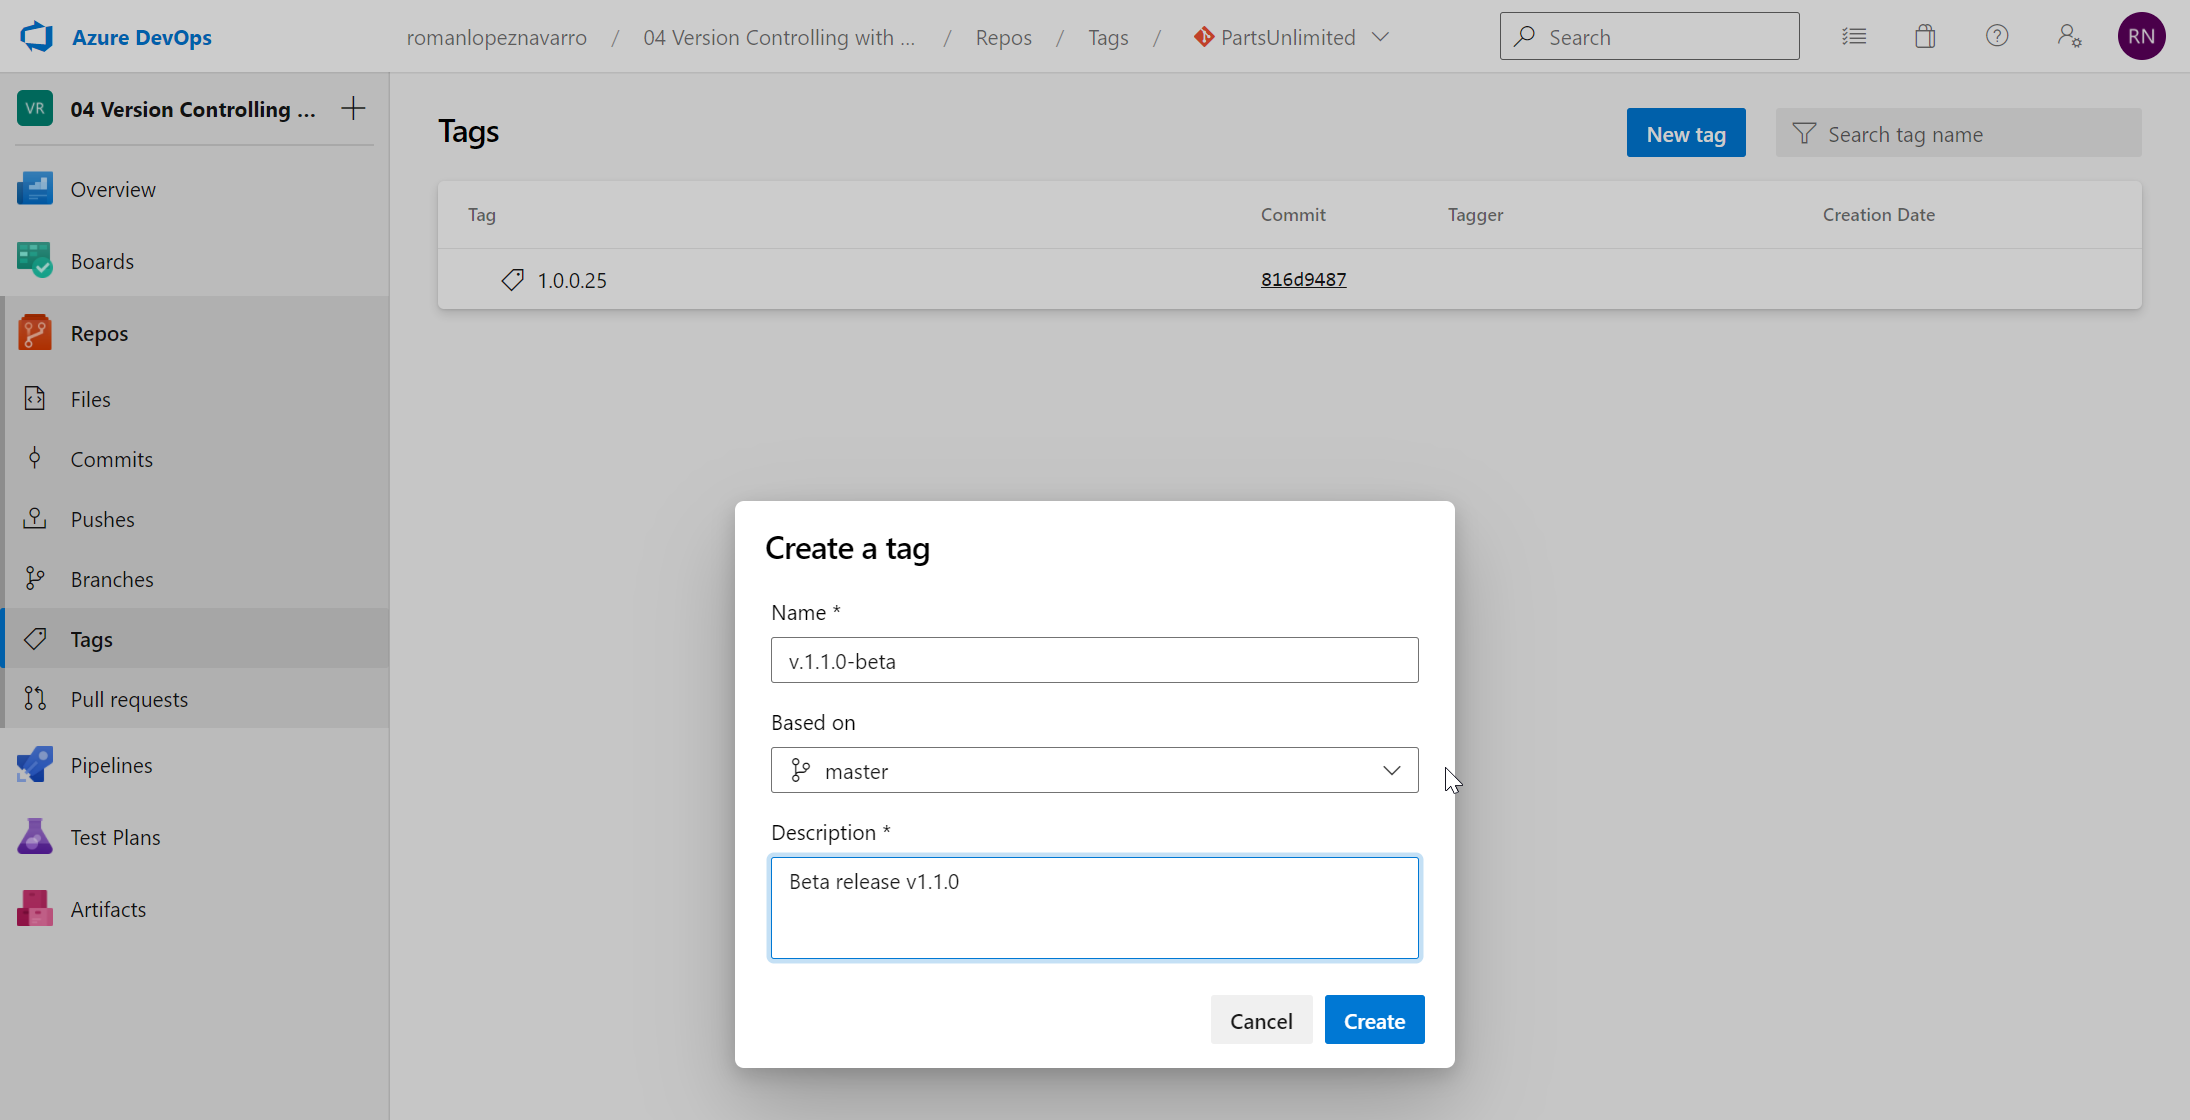 Azure DevOps
romanlopeznavarro / 04 Version Controlling with ... / Repos / Tags / PartsUnlimited
Search
RN
VR 04 Version Controlling ...
Overview
Boards
Repos
Files
Commits
Pushes
Branches
Tags
Pull requests
Pipelines
Test Plans
Artifacts
Tags
New tag
Search tag name
Tag Commit Tagger Creation Date
1.0.0.25 816d9487
Create a tag
Name *
v.1.1.0-beta
Based on
master
Description *
Beta release v1.1.0
Cancel Create